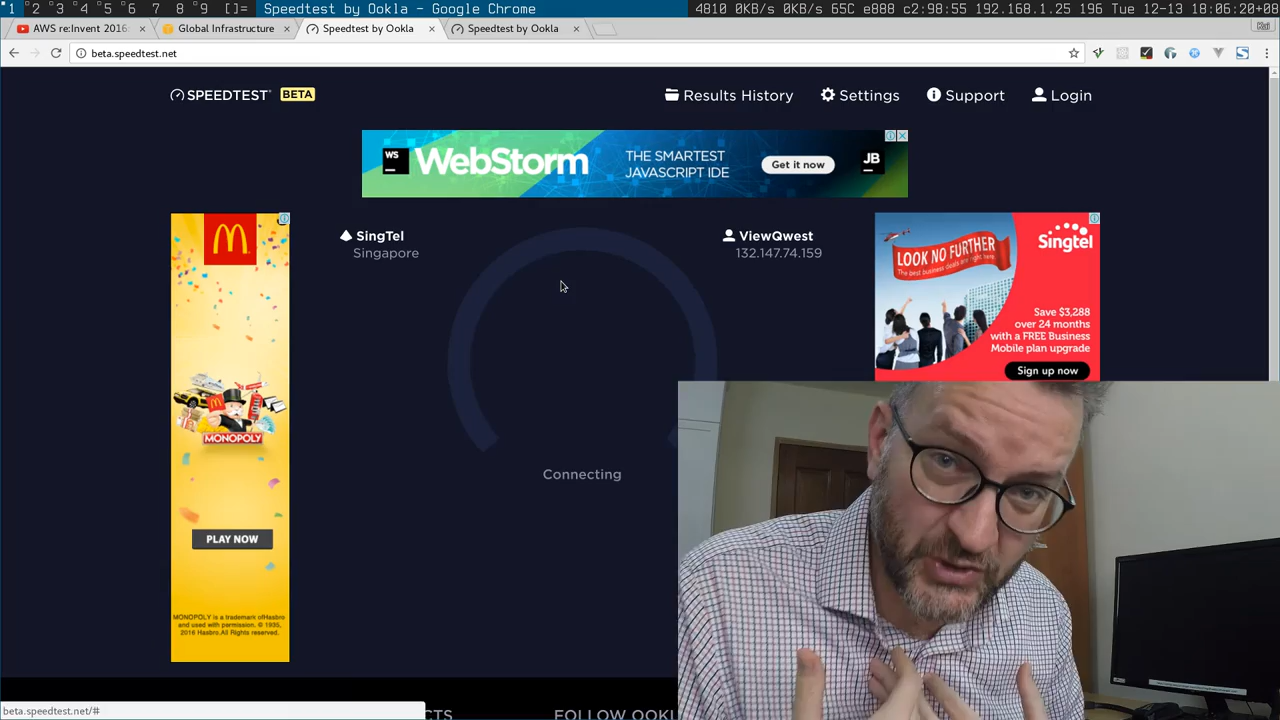 1 2 3 4 5 6 7 8 9 []= Speedtest by Ookla - Google Chrome 4810 0KB/s 0KB/s 65C e888 c2:98:55 192.168.1.25 196 Tue 12-13 18:06:20+08
AWS re:Invent 2016: × Global Infrastructure × Speedtest by Ookla × Speedtest by Ookla × Kai
beta.speedtest.net
SPEEDTEST BETA
Results History Settings Support Login
WS WebStorm THE SMARTEST JAVASCRIPT IDE Get it now JB
SingTel
Singapore
ViewQwest
132.147.74.159
LOOK NO FURTHER
The best business deals are right here.
Singtel
Save $3,288
over 24 months
with a FREE Business
Mobile plan upgrade
Sign up now
MONOPOLY
Connecting
PLAY NOW
MONOPOLY is a trademark of Hasbro
and used with permission. © 1935,
2016 Hasbro. All Rights reserved.
beta.speedtest.net/#
CTS
FOLLOW OOKL